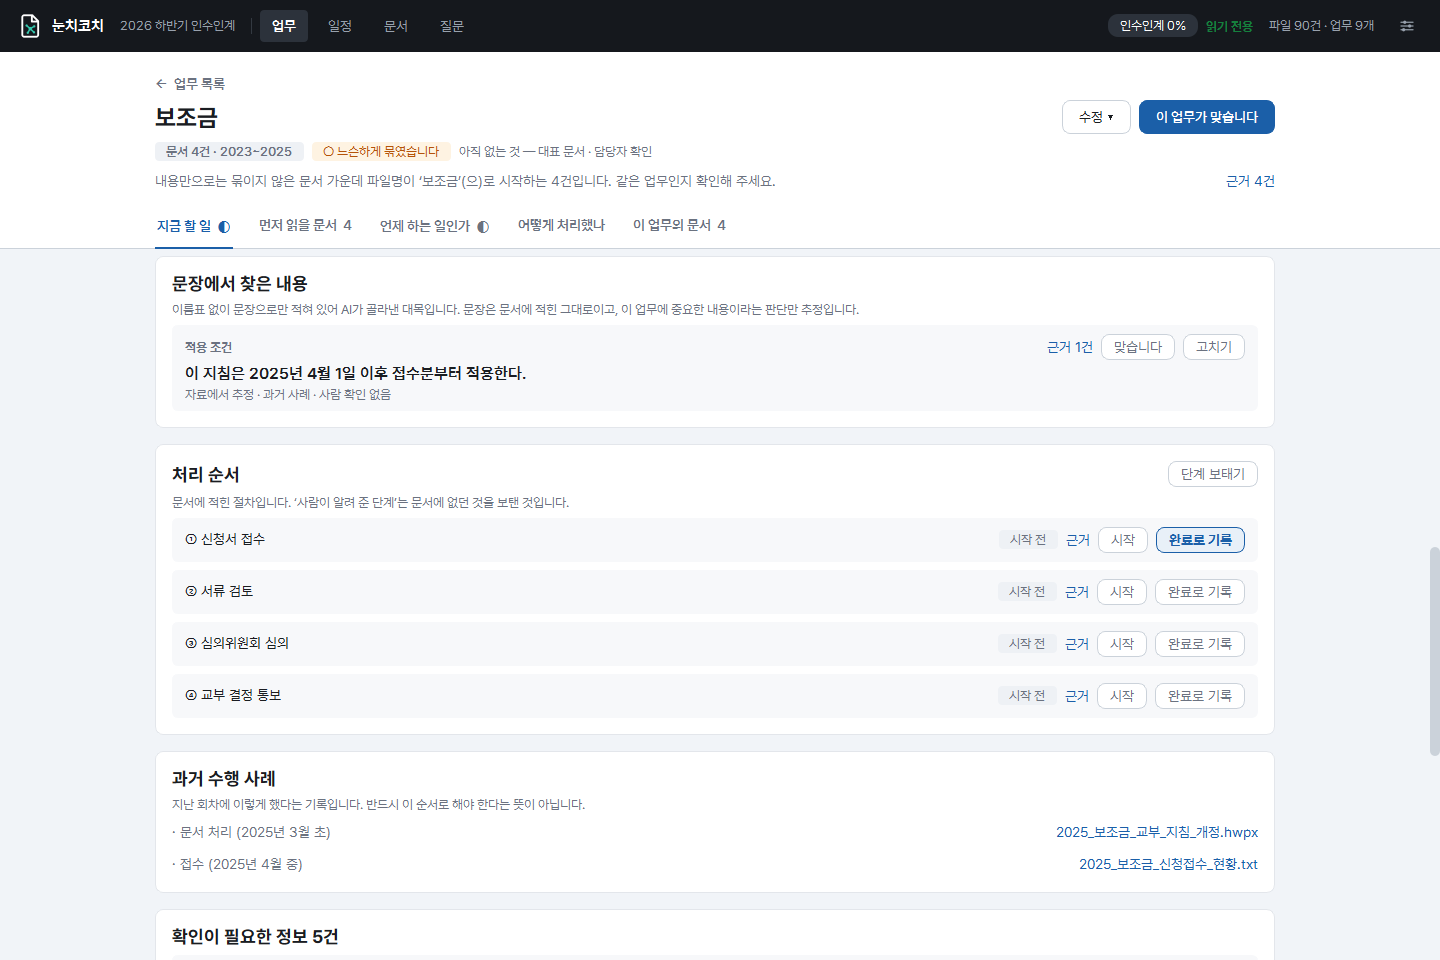 눈치코치 2026 하반기 인수인계 업무 일정 문서 질문 인수인계 0% 읽기 전용 파일 90건 · 업무 9개
← 업무 목록
보조금 수정 ▾ 이 업무가 맞습니다
문서 4건 · 2023~2025 ○ 느슨하게 묶였습니다 아직 없는 것 — 대표 문서 · 담당자 확인
내용만으로는 묶이지 않은 문서 가운데 파일명이 ‘보조금’(으)로 시작하는 4건입니다. 같은 업무인지 확인해 주세요. 근거 4건
지금 할 일 ◐ 먼저 읽을 문서 4 언제 하는 일인가 ◐ 어떻게 처리했나 이 업무의 문서 4
문장에서 찾은 내용
이름표 없이 문장으로만 적혀 있어 AI가 골라낸 대목입니다. 문장은 문서에 적힌 그대로이고, 이 업무에 중요한 내용이라는 판단만 추정입니다.
적용 조건 근거 1건 맞습니다 고치기
이 지침은 2025년 4월 1일 이후 접수분부터 적용한다.
자료에서 추정 · 과거 사례 · 사람 확인 없음
처리 순서 단계 보태기
문서에 적힌 절차입니다. ‘사람이 알려 준 단계’는 문서에 없던 것을 보탠 것입니다.
① 신청서 접수 시작 전 근거 시작 완료로 기록
② 서류 검토 시작 전 근거 시작 완료로 기록
③ 심의위원회 심의 시작 전 근거 시작 완료로 기록
④ 교부 결정 통보 시작 전 근거 시작 완료로 기록
과거 수행 사례
지난 회차에 이렇게 했다는 기록입니다. 반드시 이 순서로 해야 한다는 뜻이 아닙니다.
· 문서 처리 (2025년 3월 초) 2025_보조금_교부_지침_개정.hwpx
· 접수 (2025년 4월 중) 2025_보조금_신청접수_현황.txt
확인이 필요한 정보 5건